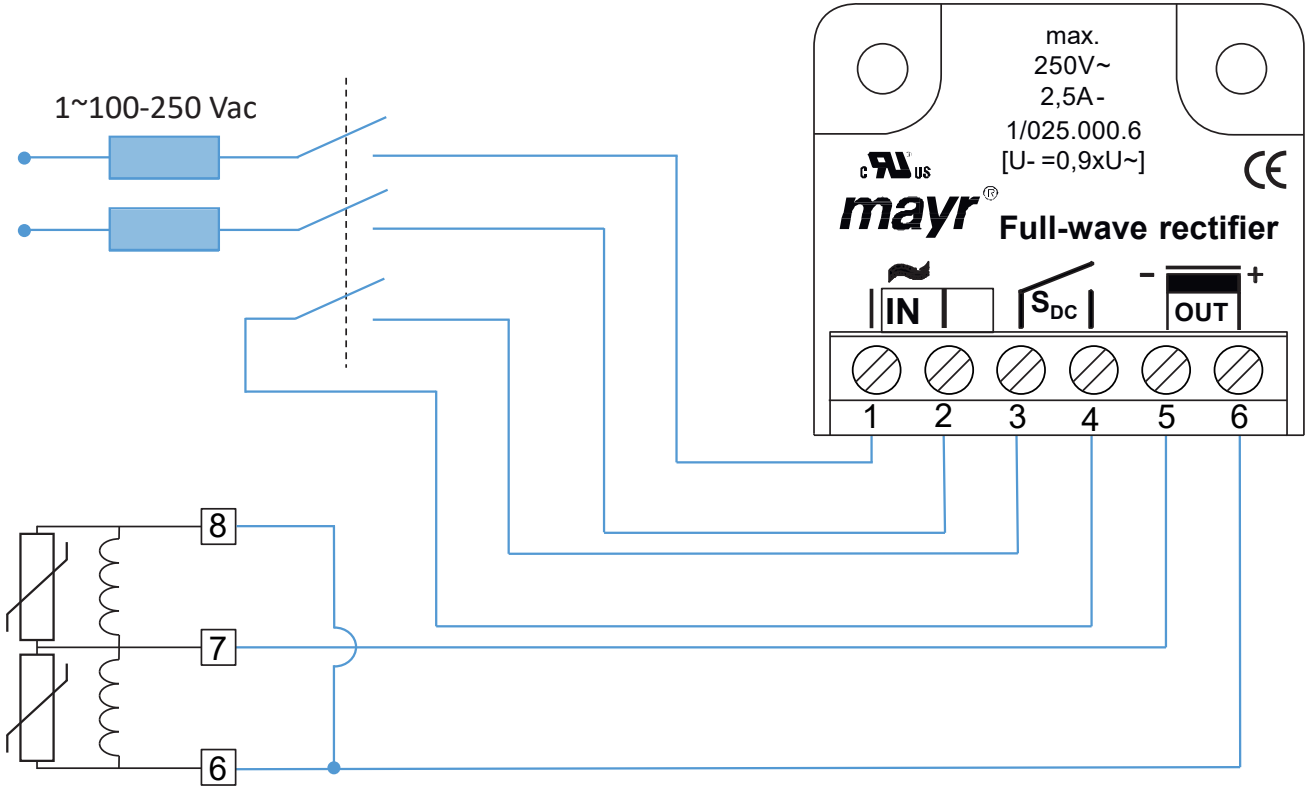 max.
250V~
2,5A-
1/025.000.6
[U- =0,9xU~]
1~100-250 Vac
c RU US
CE
mayr®
Full-wave rectifier
~
IN
SDC
- +
OUT
1 2 3 4 5 6
8
7
6